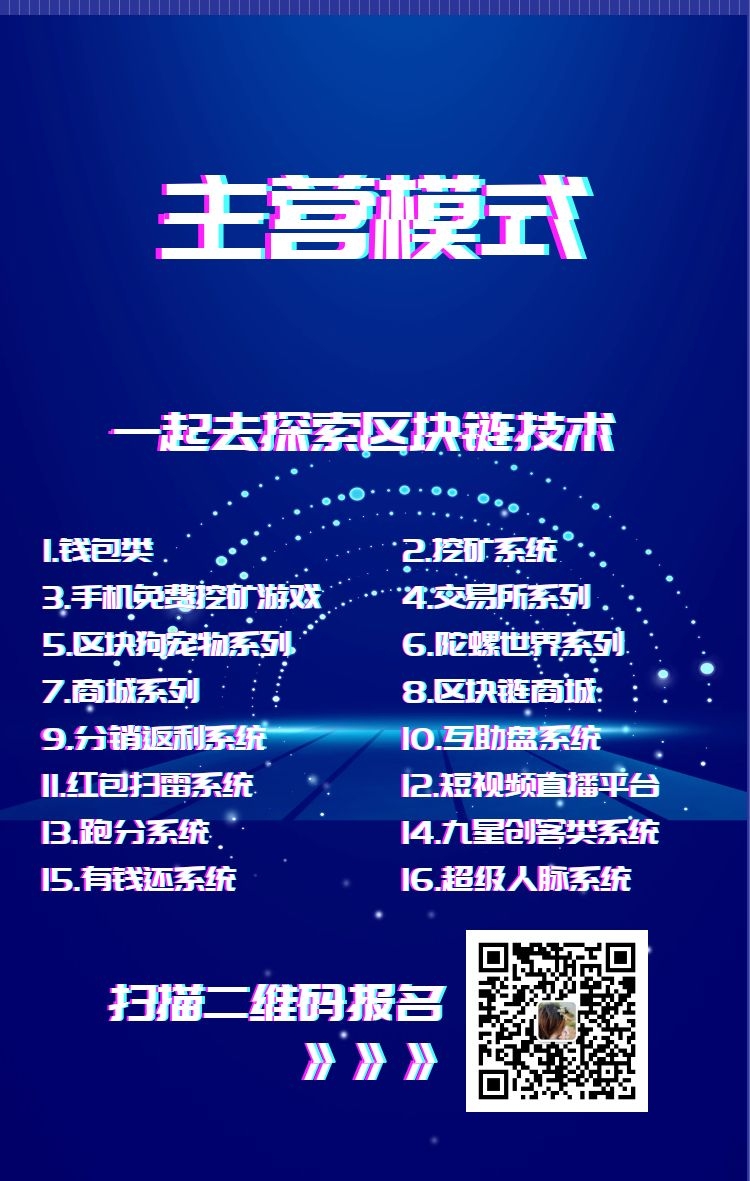 主营模式
一起去探索区块链技术
1.钱包类
2.挖矿系统
3.手机免费挖矿游戏
4.交易所系列
5.区块狗宠物系列
6.陀螺世界系列
7.商城系列
8.区块链商城
9.分销返利系统
10.互助盘系统
11.红包扫雷系统
12.短视频直播平台
13.跑分系统
14.九星创客类系统
15.有钱还系统
16.超级人脉系统
扫描二维码报名
》》》